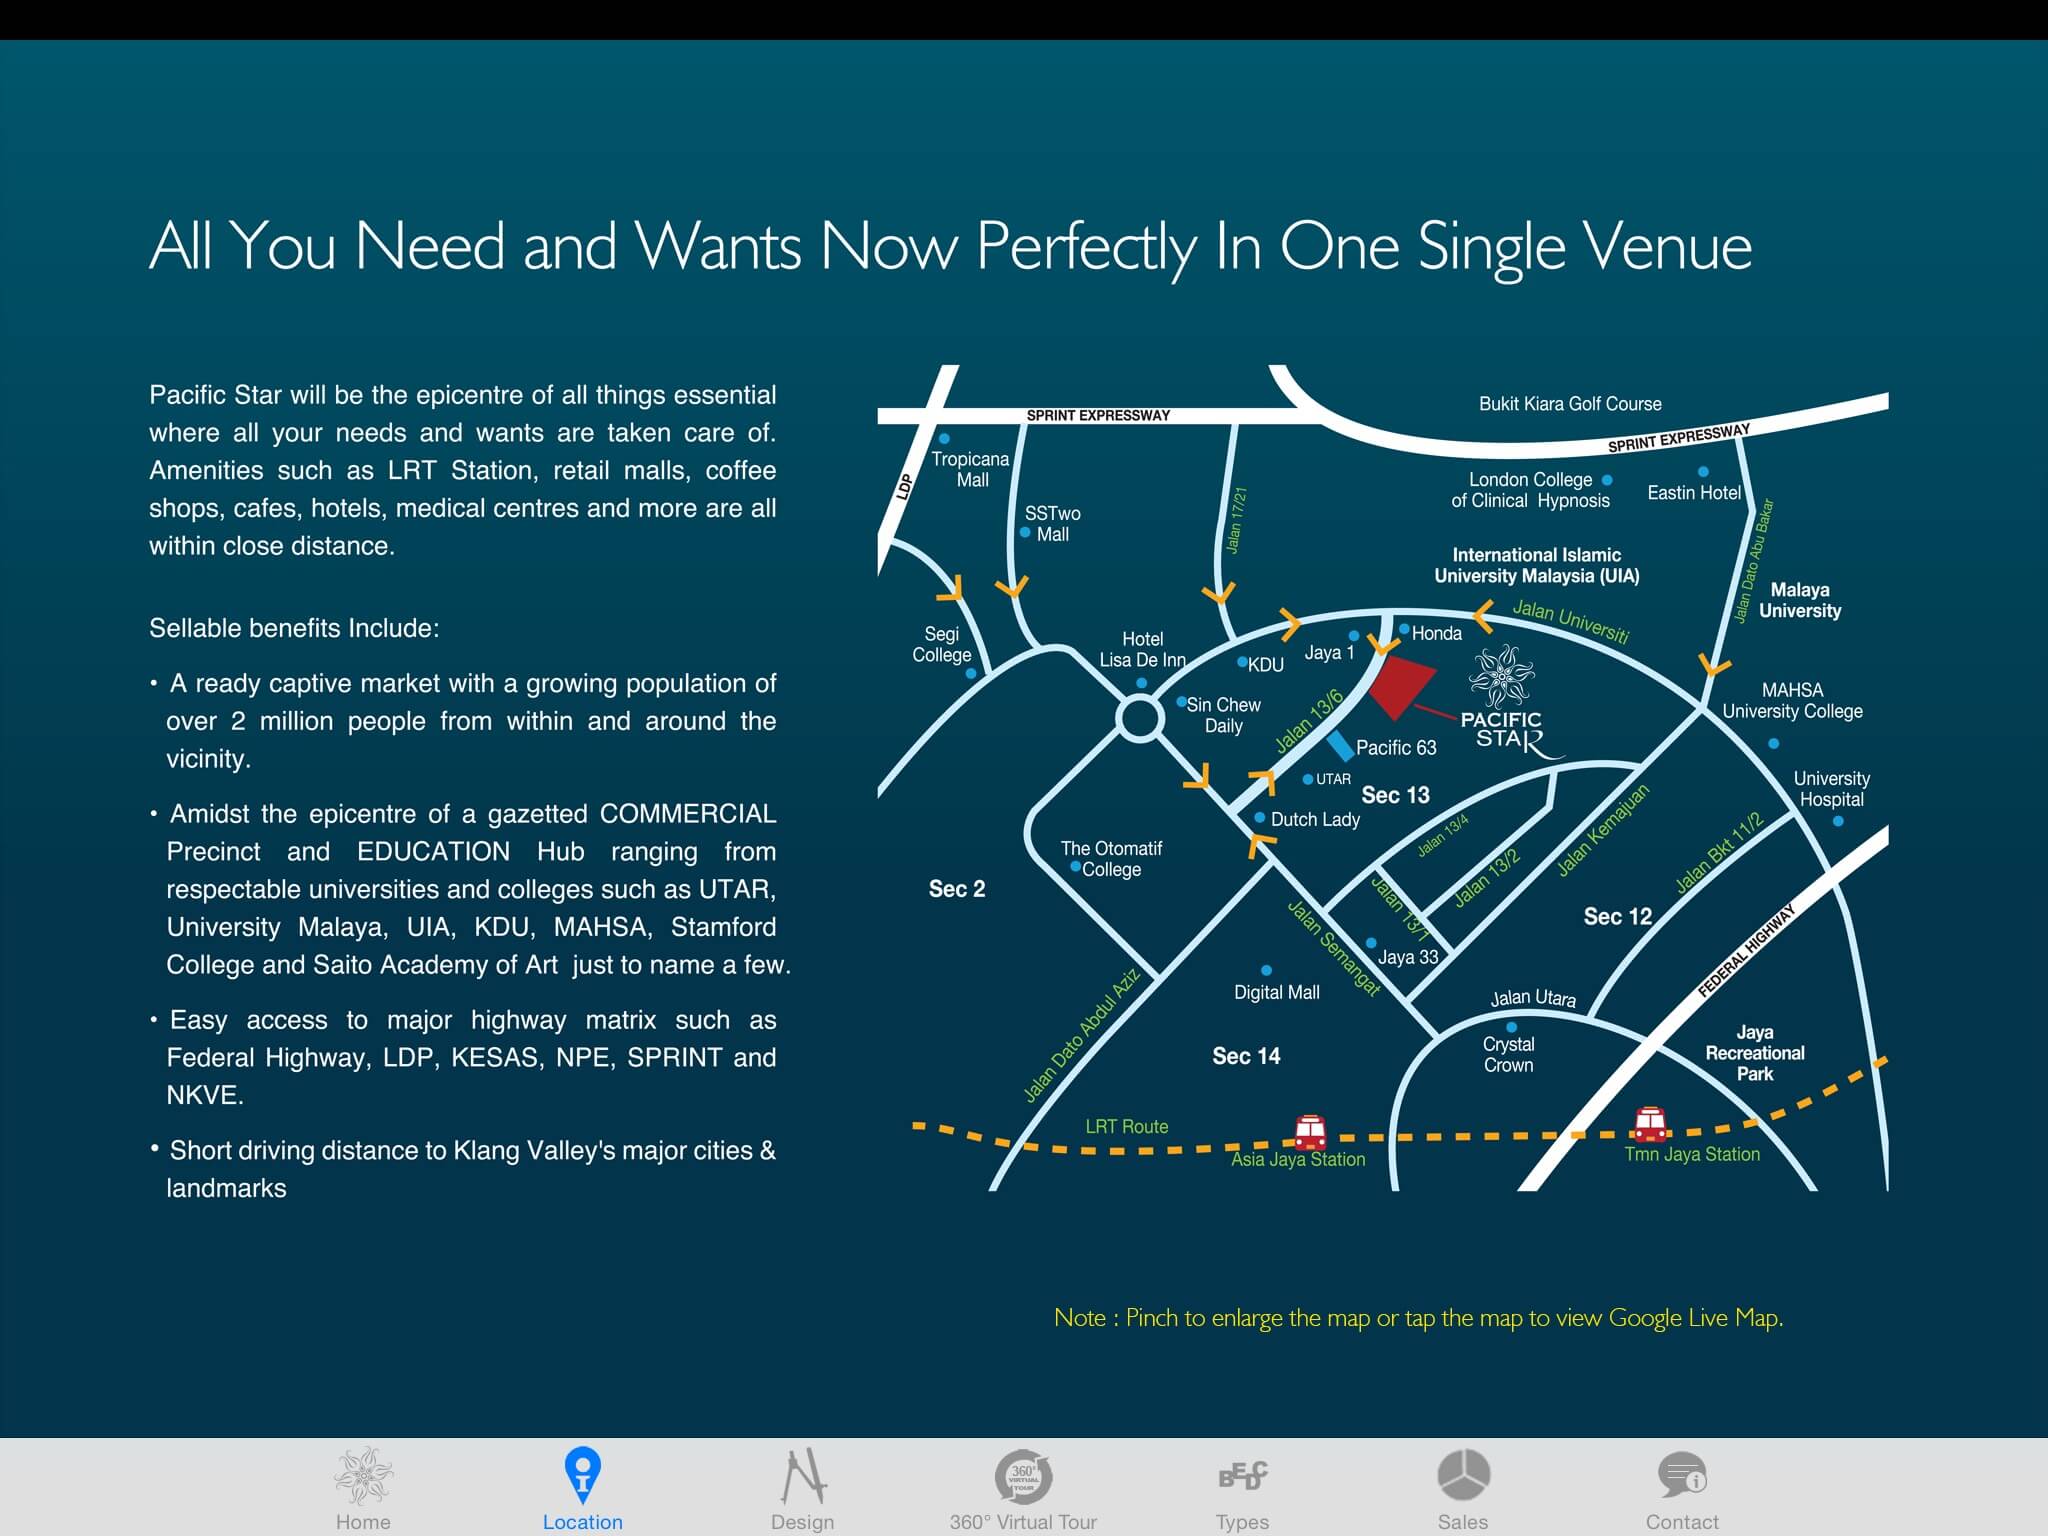 All You Need and Wants Now Perfectly In One Single Venue
Pacific Star will be the epicentre of all things essential
where all your needs and wants are taken care of.
Amenities such as LRT Station, retail malls, coffee
shops, cafes, hotels, medical centres and more are all
within close distance.
Sellable benefits Include:
• A ready captive market with a growing population of
over 2 million people from within and around the
vicinity.
• Amidst the epicentre of a gazetted COMMERCIAL
Precinct and EDUCATION Hub ranging from
respectable universities and colleges such as UTAR,
University Malaya, UIA, KDU, MAHSA, Stamford
College and Saito Academy of Art just to name a few.
• Easy access to major highway matrix such as
Federal Highway, LDP, KESAS, NPE, SPRINT and
NKVE.
• Short driving distance to Klang Valley's major cities &
landmarks
Bukit Kiara Golf Course
SPRINT EXPRESSWAY
SPRINT EXPRESSWAY
LDP
Tropicana
Mall
SSTwo
Mall
Jalan 17/21
London College
of Clinical Hypnosis
Eastin Hotel
Jalan Dato Abu Bakar
International Islamic
University Malaysia (UIA)
Malaya
University
Jalan Universiti
Segi
College
Hotel
Lisa De Inn
KDU
Jaya 1
Honda
Sin Chew
Daily
Jalan 13/6
PACIFIC
STAR
MAHSA
University College
Pacific 63
UTAR
Sec 13
Dutch Lady
University
Hospital
Jalan 13/4
Jalan 13/2
Jalan 13/1
Jalan Kemajuan
Jalan Bkt 11/2
The Otomatif
College
Sec 2
Sec 12
Jalan Semangat
Jaya 33
FEDERAL HIGHWAY
Digital Mall
Jalan Utara
Crystal
Crown
Jalan Dato Abdul Aziz
Sec 14
Jaya
Recreational
Park
LRT Route
Asia Jaya Station
Tmn Jaya Station
Note : Pinch to enlarge the map or tap the map to view Google Live Map.
360°
VIRTUAL
TOUR
BEDC
Home
Location
Design
360° Virtual Tour
Types
Sales
Contact